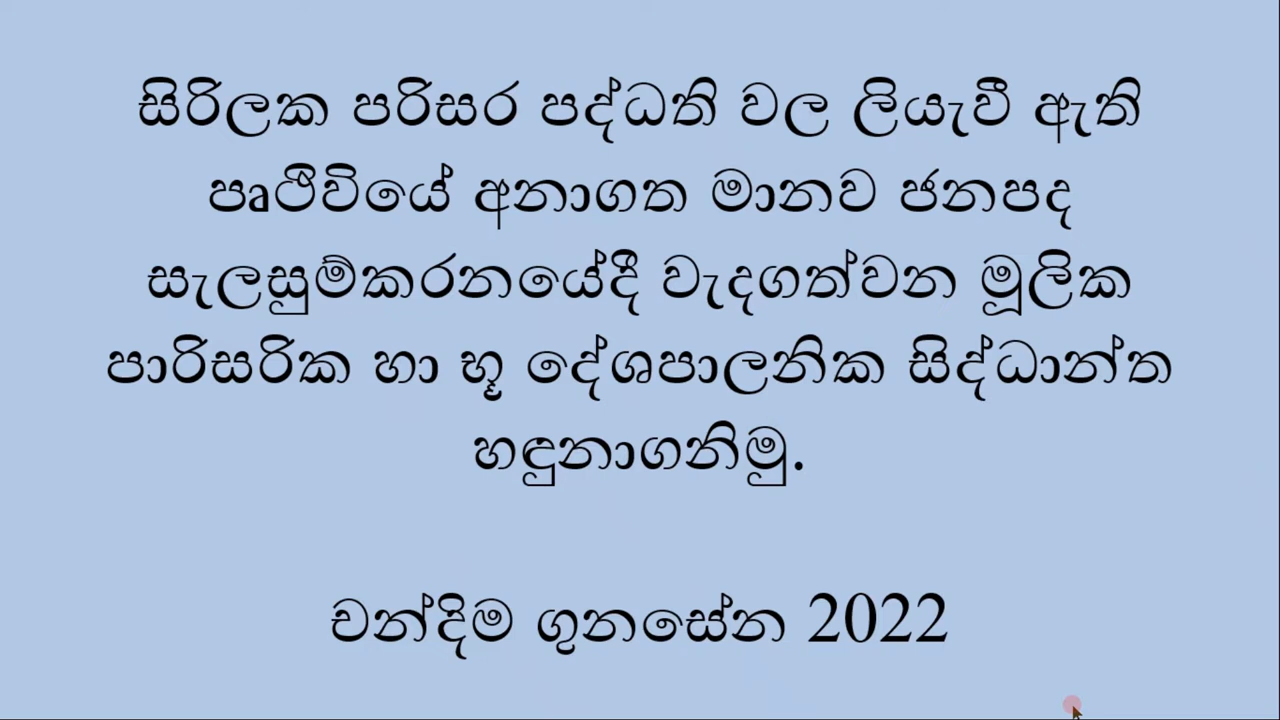 සිරිලක පරිසර පද්ධති වල ලියැවී ඇති
පෘථිවියේ අනාගත මානව ජනපද
සැලසුම්කරනයේදී වැදගත්වන මූලික
පාරිසරික හා භූ දේශපාලනික සිද්ධාන්ත
හඳුනාගනිමු.
චන්දිම ගුනසේන 2022